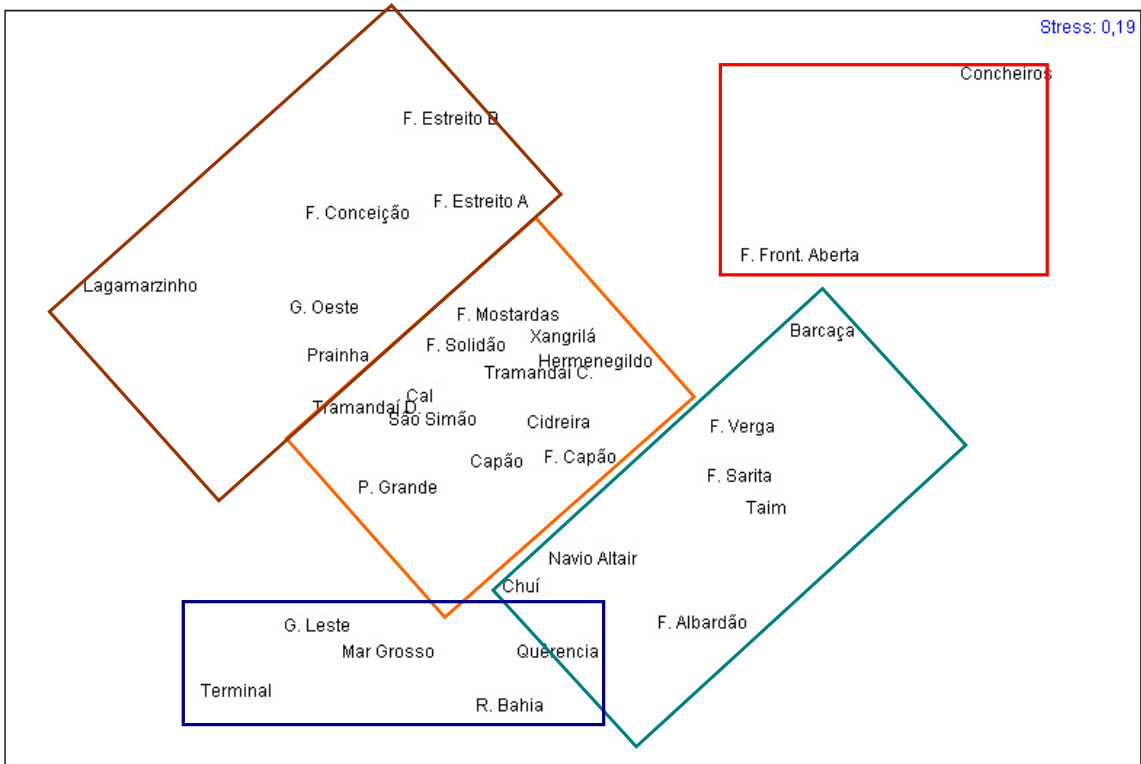 Stress: 0,19
Concheiros
F. Estreito B
F. Estreito A
F. Conceição
F. Front. Aberta
Lagamarzinho
G. Oeste
F. Mostardas
Barcaça
Xangrilá
F. Solidão
Prainha
Hermenegildo
Tramandaí C.
Cal
Tramandaí D.
São Simão
Cidreira
F. Verga
F. Capão
Capão
F. Sarita
P. Grande
Taim
Navio Altair
Chuí
G. Leste
F. Albardão
Mar Grosso
Querencia
Terminal
R. Bahia